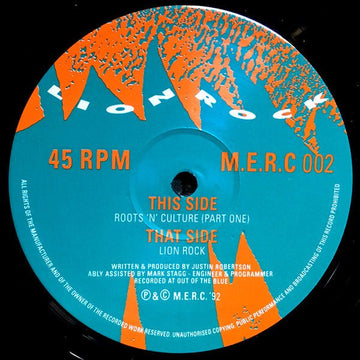 LIONROCK
45 RPM
M.E.R.C 002
THIS SIDE
ROOTS 'N' CULTURE (PART ONE)
THAT SIDE
LION ROCK
WRITTEN & PRODUCED BY JUSTIN ROBERTSON
ABLY ASSISTED BY MARK STAGG - ENGINEER & PROGRAMMER
RECORDED AT OUT OF THE BLUE
℗ & © M.E.R.C. '92
ALL RIGHTS OF THE MANUFACTURER AND OF THE OWNER OF THE RECORDED WORK RESERVED. UNAUTHORISED COPYING, PUBLIC PERFORMANCE AND BROADCASTING OF THIS RECORD PROHIBITED